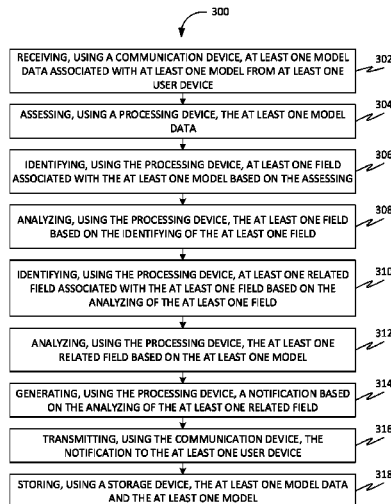 300
RECEIVING, USING A COMMUNICATION DEVICE, AT LEAST ONE MODEL
DATA ASSOCIATED WITH AT LEAST ONE MODEL FROM AT LEAST ONE
USER DEVICE
302
ASSESSING, USING A PROCESSING DEVICE, THE AT LEAST ONE MODEL
DATA
304
IDENTIFYING, USING THE PROCESSING DEVICE, AT LEAST ONE FIELD
ASSOCIATED WITH THE AT LEAST ONE MODEL BASED ON THE ASSESSING
306
ANALYZING, USING THE PROCESSING DEVICE, THE AT LEAST ONE FIELD
BASED ON THE IDENTIFYING OF THE AT LEAST ONE FIELD
308
IDENTIFYING, USING THE PROCESSING DEVICE, AT LEAST ONE RELATED
FIELD ASSOCIATED WITH THE AT LEAST ONE FIELD BASED ON THE
ANALYZING OF THE AT LEAST ONE FIELD
310
ANALYZING, USING THE PROCESSING DEVICE, THE AT LEAST ONE
RELATED FIELD BASED ON THE AT LEAST ONE MODEL
312
GENERATING, USING THE PROCESSING DEVICE, A NOTIFICATION BASED
ON THE ANALYZING OF THE AT LEAST ONE RELATED FIELD
314
TRANSMITTING, USING THE COMMUNICATION DEVICE, THE
NOTIFICATION TO THE AT LEAST ONE USER DEVICE
316
STORING, USING A STORAGE DEVICE, THE AT LEAST ONE MODEL DATA
AND THE AT LEAST ONE MODEL
318